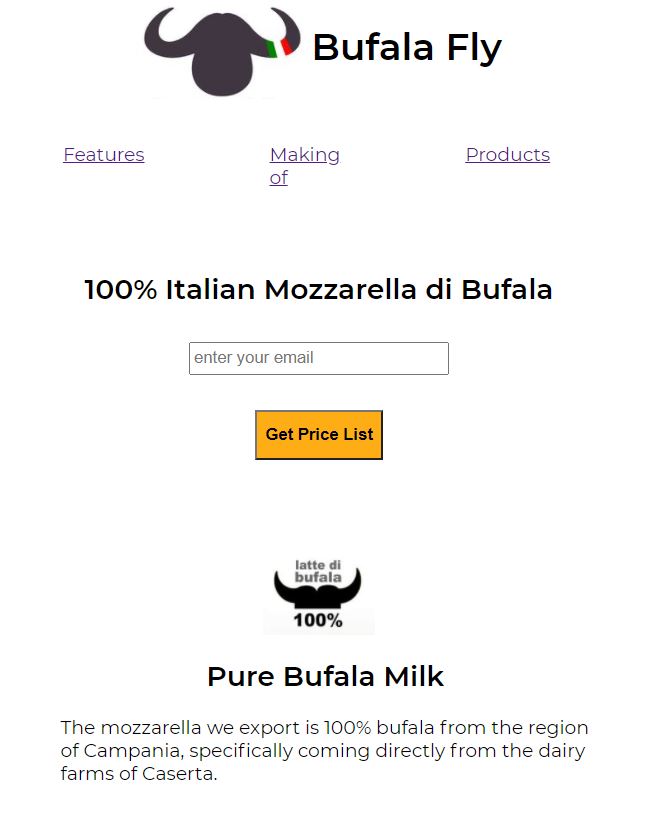 Bufala Fly
Features
Making
of
Products
100% Italian Mozzarella di Bufala
enter your email
Get Price List
latte di
bufala
100%
Pure Bufala Milk
The mozzarella we export is 100% bufala from the region
of Campania, specifically coming directly from the dairy
farms of Caserta.